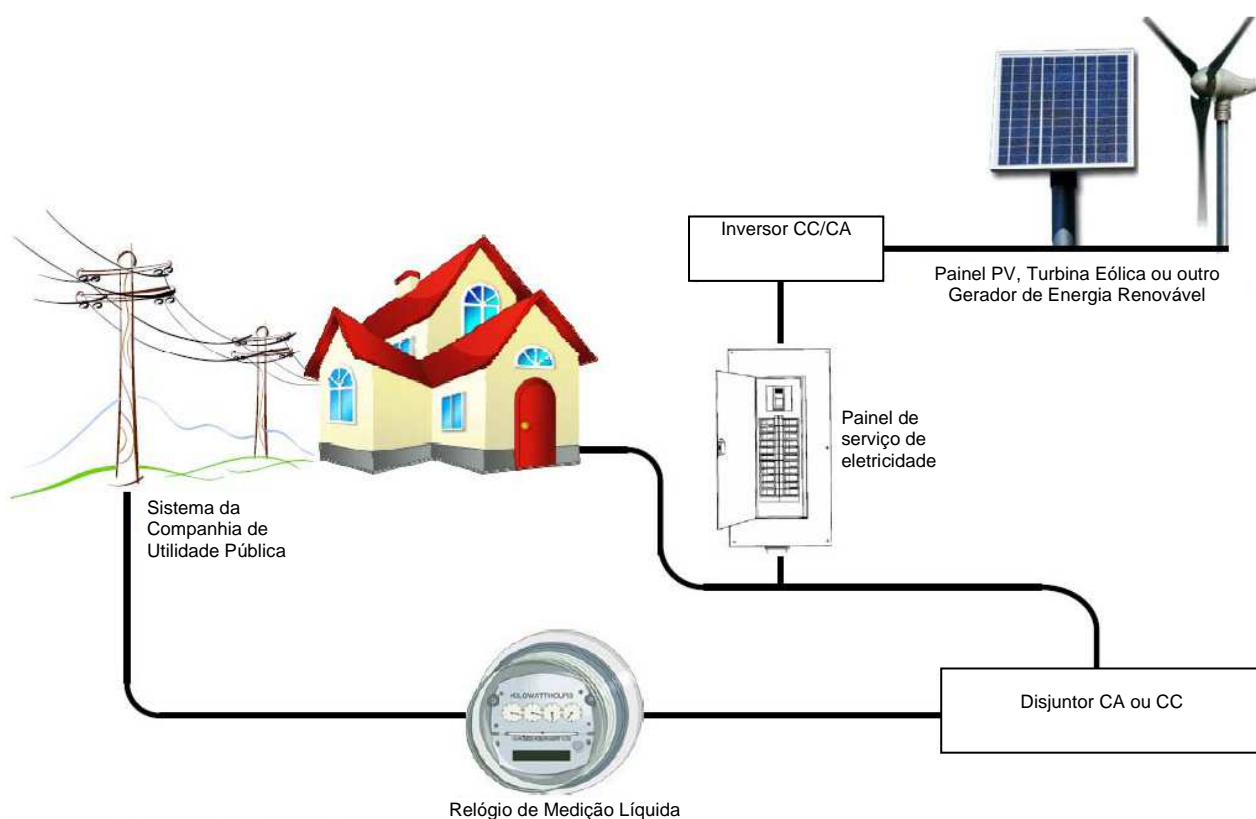 Inversor CC/CA
Painel PV, Turbina Eólica ou outro
Gerador de Energia Renovável
Painel de
serviço de
eletricidade
Sistema da
Companhia de
Utilidade Pública
Disjuntor CA ou CC
Relógio de Medição Líquida